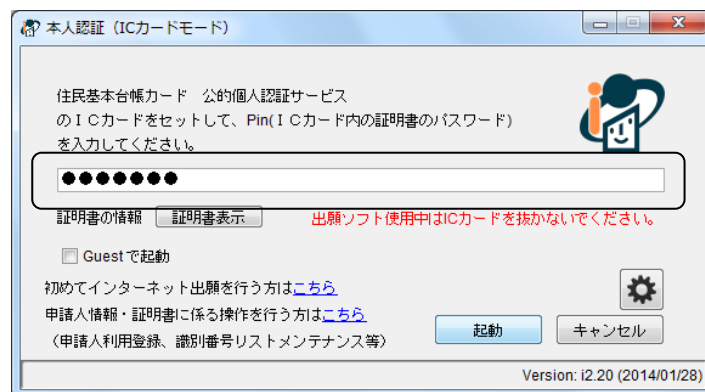 本人認証（ICカードモード）
住民基本台帳カード　公的個人認証サービス
のＩＣカードをセットして、Pin(ＩＣカード内の証明書のパスワード)
を入力してください。
●●●●●●●
証明書の情報　証明書表示　出願ソフト使用中はICカードを抜かないでください。
Guestで起動
初めてインターネット出願を行う方はこちら
申請人情報・証明書に係る操作を行う方はこちら
（申請人利用登録、識別番号リストメンテナンス等）　起動　キャンセル
Version: i2.20 (2014/01/28)